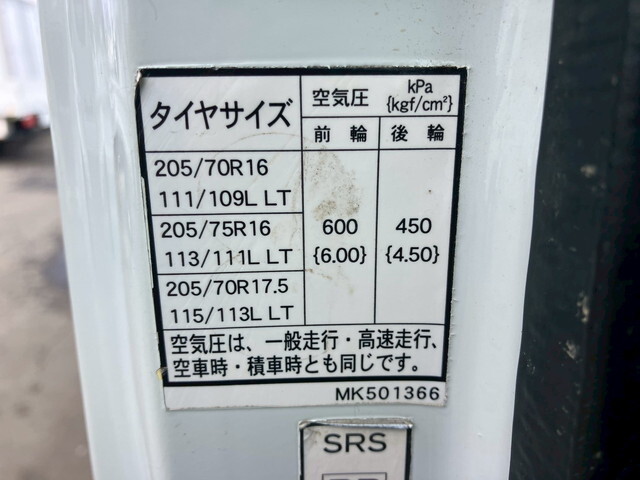 タイヤサイズ
空気圧 kPa {kgf/cm²}
前輪 後輪
205/70R16
111/109L LT
205/75R16
113/111L LT
205/70R17.5
115/113L LT
600 450
{6.00} {4.50}
空気圧は、一般走行・高速走行、
空車時・積車時とも同じです。
MK501366
SRS